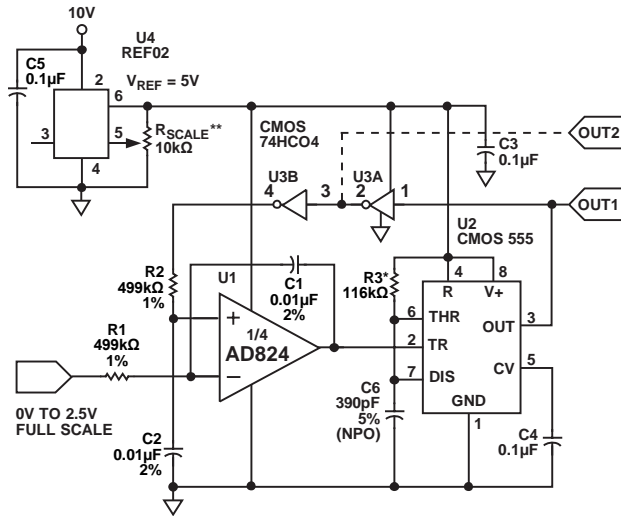 10V
U4
REF02
C5
0.1µF
2
VREF = 5V
6
3
5
RSCALE**
10kΩ
4
CMOS
74HCO4
C3
0.1µF
OUT2
U3B
U3A
4
3
2
1
OUT1
U2
CMOS 555
R2
499kΩ
1%
U1
C1
0.01µF
2%
R3*
116kΩ
4
8
R
V+
6
THR
OUT
3
+
1/4
AD824
–
2
TR
R1
499kΩ
1%
7
DIS
CV
5
C6
390pF
5%
(NPO)
GND
1
0V TO 2.5V
FULL SCALE
C2
0.01µF
2%
C4
0.1µF